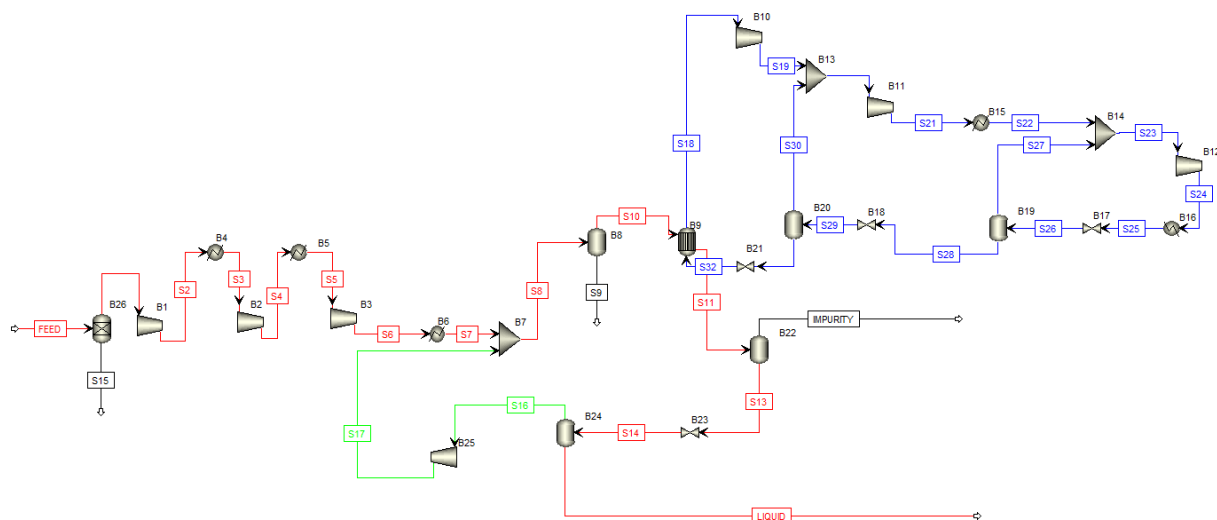 B10
S19
B13
B11
S21
B15
S22
B14
S23
B12
S18
S30
S27
S24
S10
B9
B20
S29
B18
B19
S26
B17
S25
B16
B4
B5
B8
S32
B21
S28
S2
S3
S4
S5
S8
S9
S11
B26
B1
B2
B3
FEED
S6
B6
S7
B7
IMPURITY
B22
S15
S16
B24
B23
S13
S17
B25
S14
LIQUID